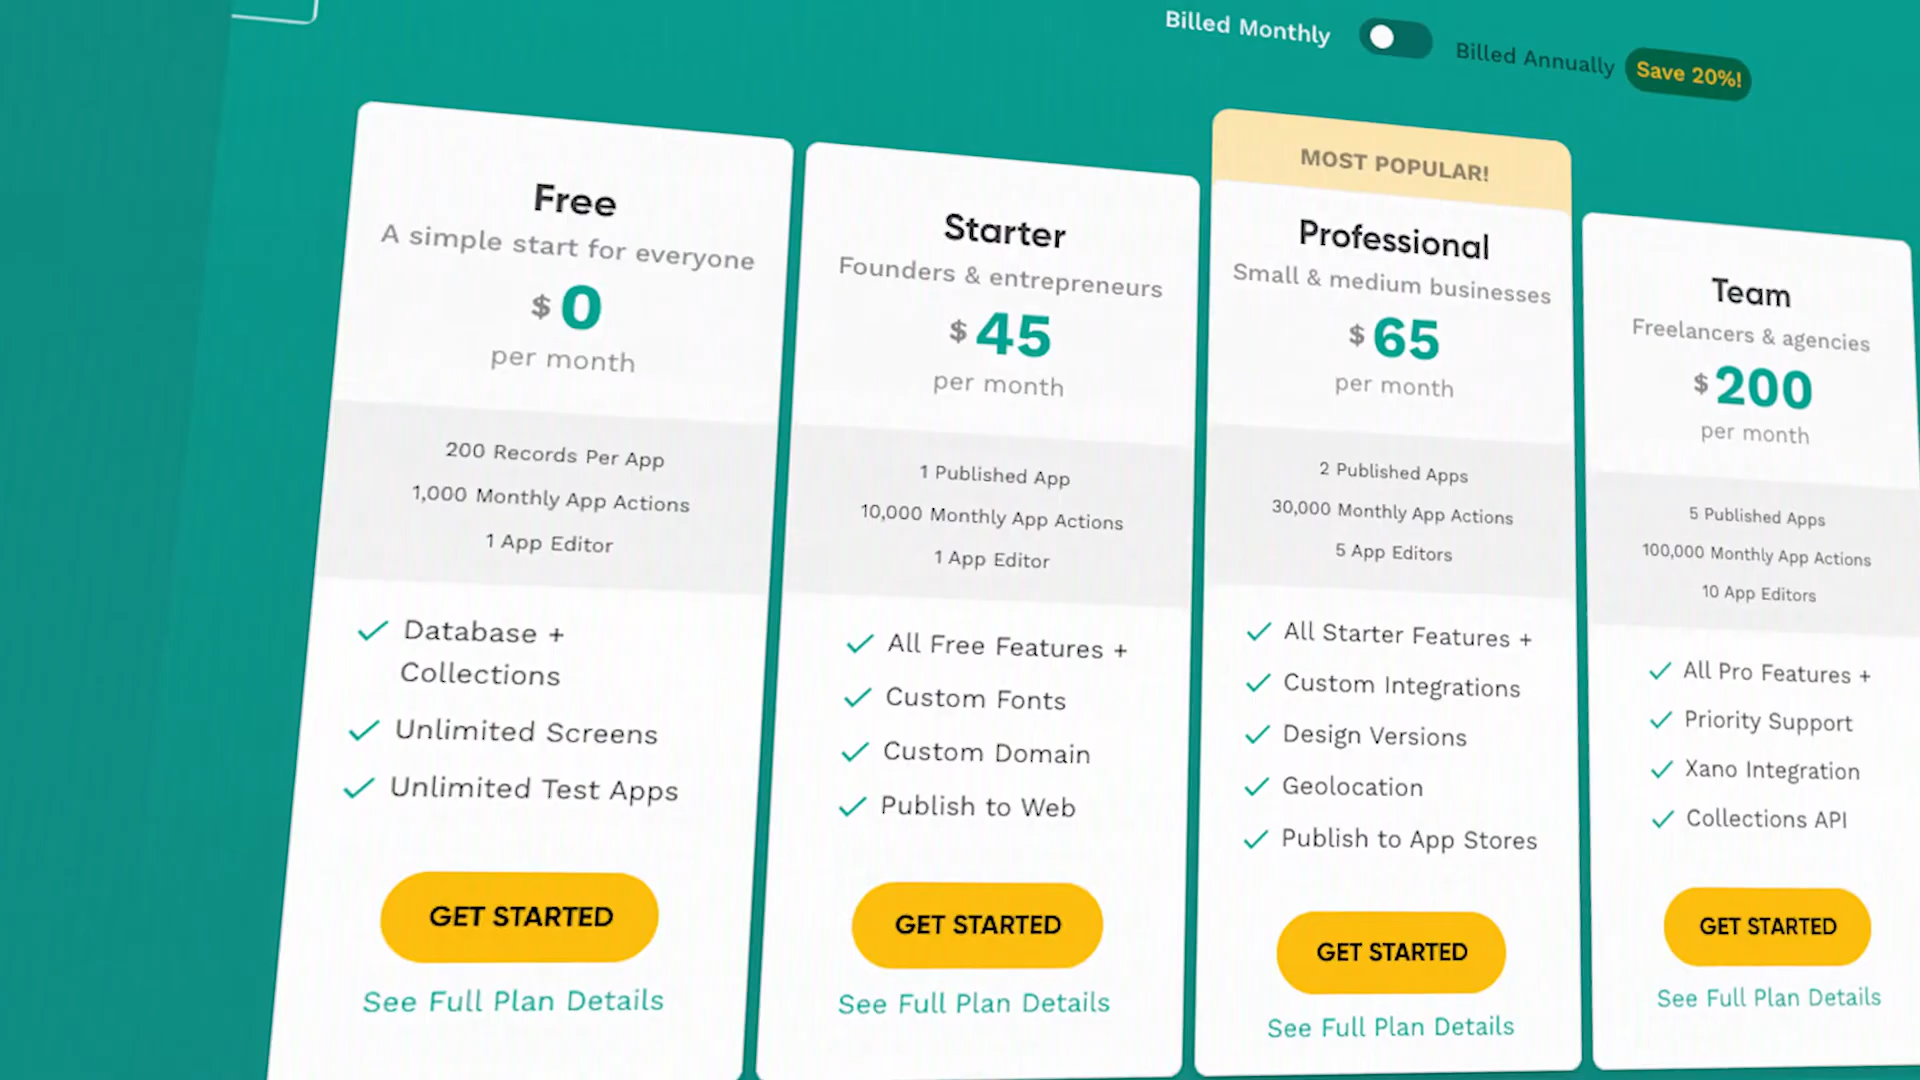 Billed Monthly
Billed Annually
Save 20%!
Free
A simple start for everyone
$ 0
per month
200 Records Per App
1,000 Monthly App Actions
1 App Editor
Database +
Collections
Unlimited Screens
Unlimited Test Apps
GET STARTED
See Full Plan Details
Starter
Founders & entrepreneurs
$ 45
per month
1 Published App
10,000 Monthly App Actions
1 App Editor
All Free Features +
Custom Fonts
Custom Domain
Publish to Web
GET STARTED
See Full Plan Details
MOST POPULAR!
Professional
Small & medium businesses
$ 65
per month
2 Published Apps
30,000 Monthly App Actions
5 App Editors
All Starter Features +
Custom Integrations
Design Versions
Geolocation
Publish to App Stores
GET STARTED
See Full Plan Details
Team
Freelancers & agencies
$ 200
per month
5 Published Apps
100,000 Monthly App Actions
10 App Editors
All Pro Features +
Priority Support
Xano Integration
Collections API
GET STARTED
See Full Plan Details